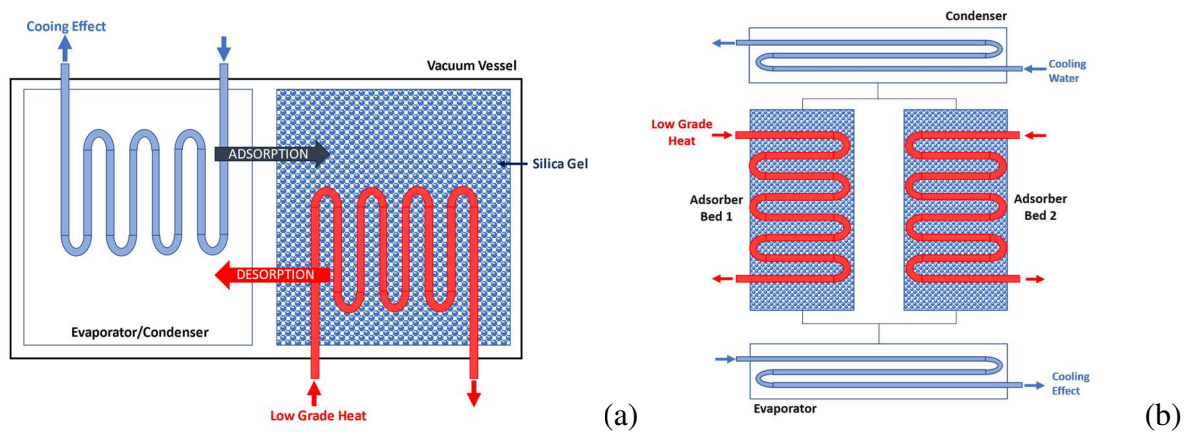 Cooing Effect
Vacuum Vessel
ADSORPTION
Silica Gel
DESORPTION
Evaporator/Condenser
Low Grade Heat
(a)
Condenser
Cooling
Water
Low Grade
Heat
Adsorber
Bed 1
Adsorber
Bed 2
Cooling
Effect
Evaporator
(b)